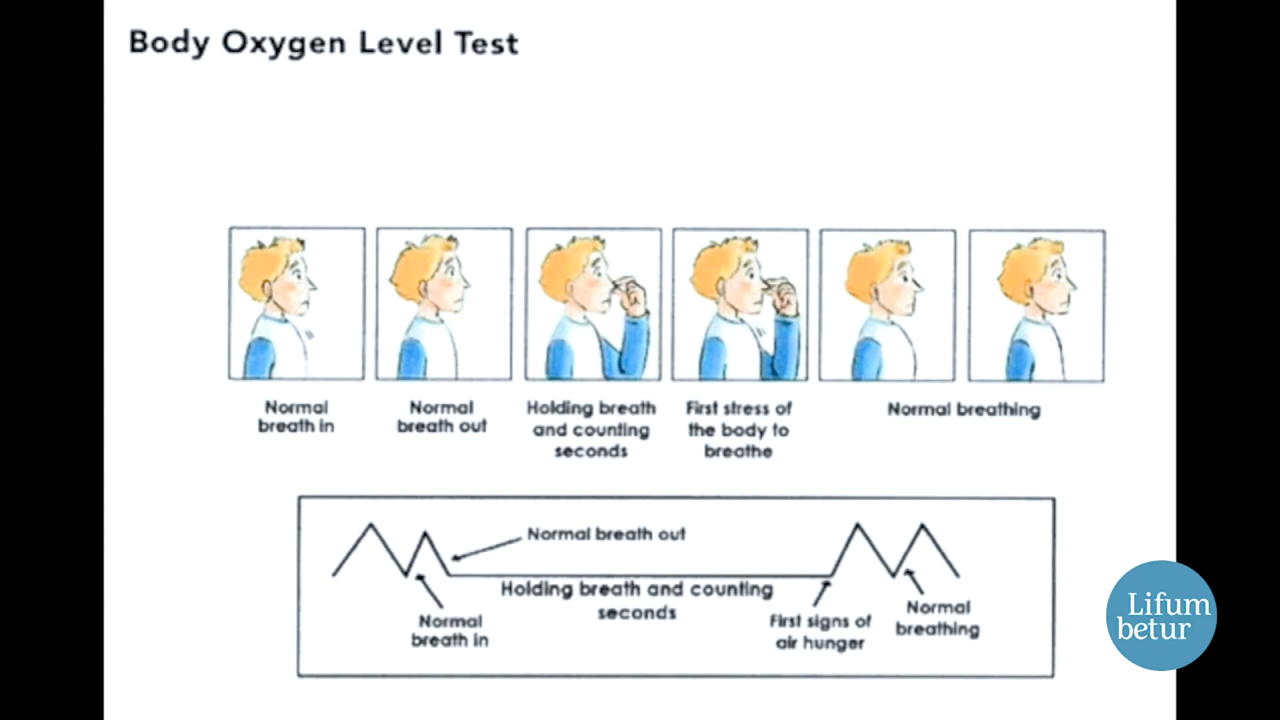 Body Oxygen Level Test
Normal
breath in
Normal
breath out
Holding breath
and counting
seconds
First stress of
the body to
breathe
Normal breathing
Normal breath out
Holding breath and counting
seconds
Normal
breath in
First signs of
air hunger
Normal
breathing
Lifum
betur